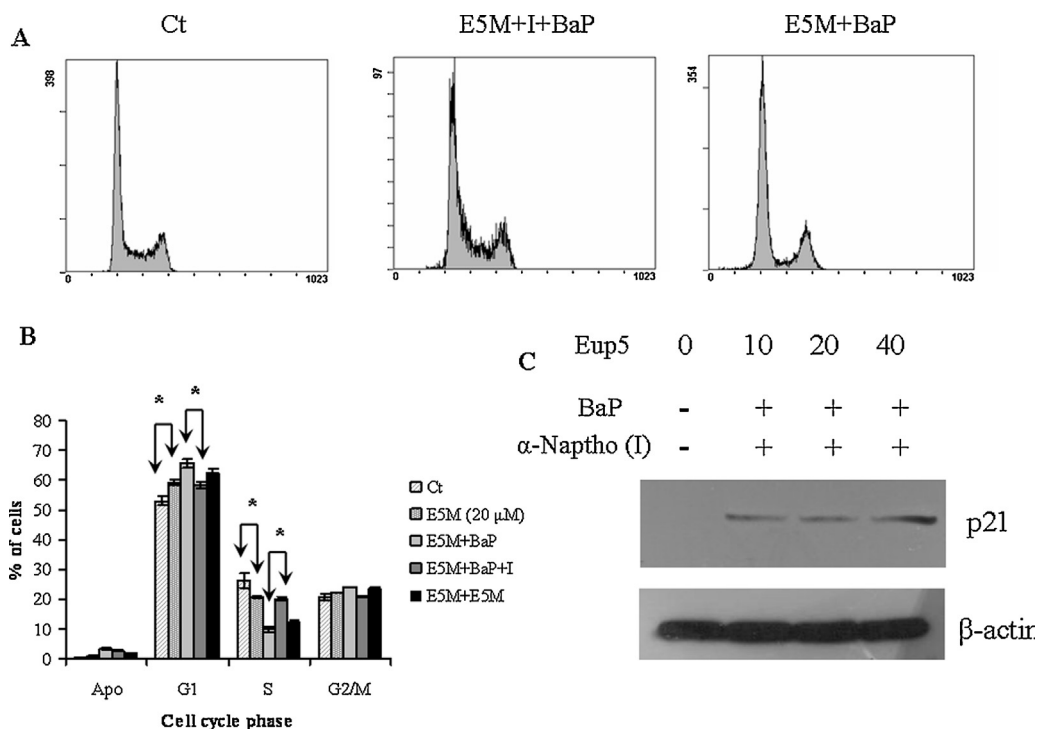 A
Ct
E5M+I+BaP
E5M+BaP
398
0
1023
97
0
1023
354
0
1023
B
% of cells
80
70
60
50
40
30
20
10
0
* * * *
Apo G1 S G2/M
Cell cycle phase
Ct
E5M (20 µM)
E5M+BaP
E5M+BaP+I
E5M+E5M
C
Eup5 0 10 20 40
BaP - + + +
α-Naptho (I) - + + +
p21
β-actin